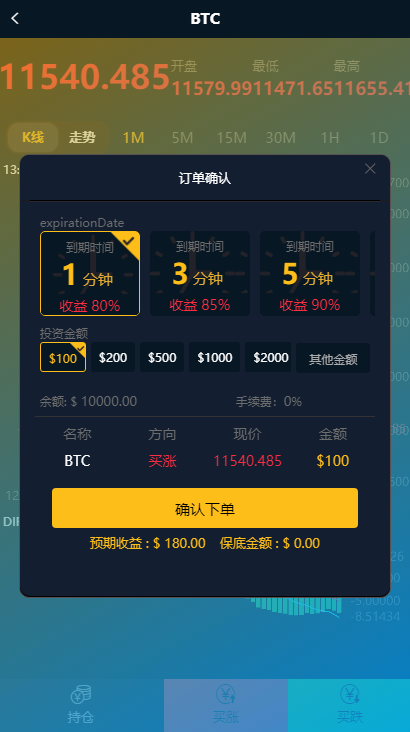 BTC
11540.485
开盘 最低 最高
11579.9911471.6511655.41
K线 走势 1M 5M 15M 30M 1H 1D
订单确认
expirationDate
到期时间 到期时间 到期时间
1 分钟 3 分钟 5 分钟
收益 80% 收益 85% 收益 90%
投资金额
$100 $200 $500 $1000 $2000 其他金额
余额: $ 10000.00 手续费：0%
名称 方向 现价 金额
BTC 买涨 11540.485 $100
确认下单
预期收益 : $ 180.00 保底金额 : $ 0.00
-5.00000
-8.51434
持仓 买涨 买跌